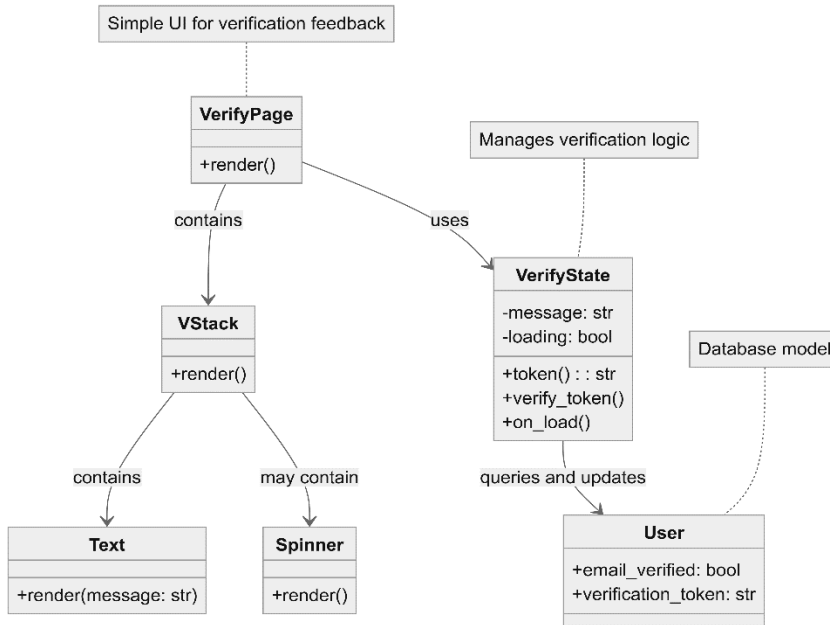 Simple UI for verification feedback
VerifyPage
+render()
Manages verification logic
contains
uses
VerifyState
-message: str
-loading: bool
+token() : : str
+verify_token()
+on_load()
VStack
+render()
Database model
contains
may contain
queries and updates
Text
+render(message: str)
Spinner
+render()
User
+email_verified: bool
+verification_token: str